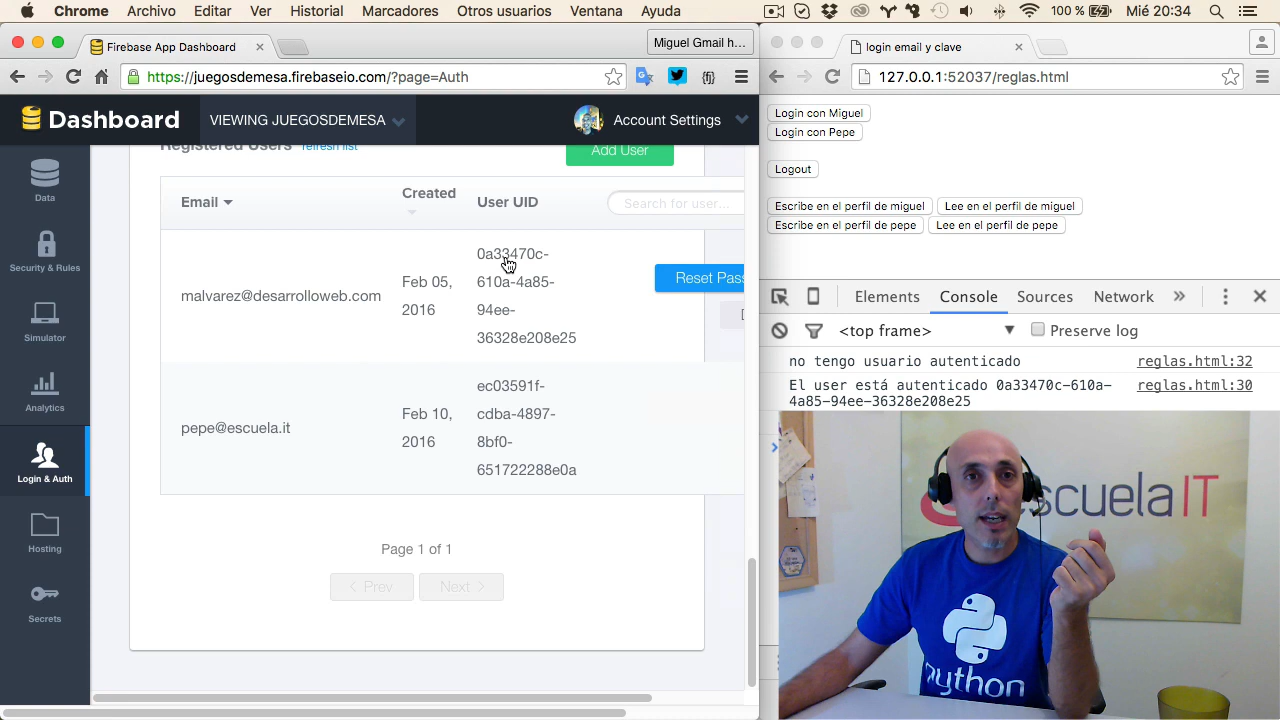 Chrome Archivo Editar Ver Historial Marcadores Otros usuarios Ventana Ayuda 100 % Mié 20:34
Firebase App Dashboard
Miguel Gmail h...
https://juegosdemesa.firebaseio.com/?page=Auth
Dashboard
VIEWING JUEGOSDEMESA
Account Settings
Data
Security & Rules
Simulator
Analytics
Login & Auth
Hosting
Secrets
Registered Users refresh list
Add User
Email
Created
User UID
Search for user...
malvarez@desarrolloweb.com
Feb 05,
2016
0a33470c-
610a-4a85-
94ee-
36328e208e25
Reset Pass
pepe@escuela.it
Feb 10,
2016
ec03591f-
cdba-4897-
8bf0-
651722288e0a
Page 1 of 1
< Prev
Next >
login email y clave
127.0.0.1:52037/reglas.html
Login con Miguel
Login con Pepe
Logout
Escribe en el perfil de miguel
Lee en el perfil de miguel
Escribe en el perfil de pepe
Lee en el perfil de pepe
Elements Console Sources Network »
<top frame>
Preserve log
no tengo usuario autenticado reglas.html:32
El user está autenticado 0a33470c-610a- reglas.html:30
4a85-94ee-36328e208e25
escuelaIT
python